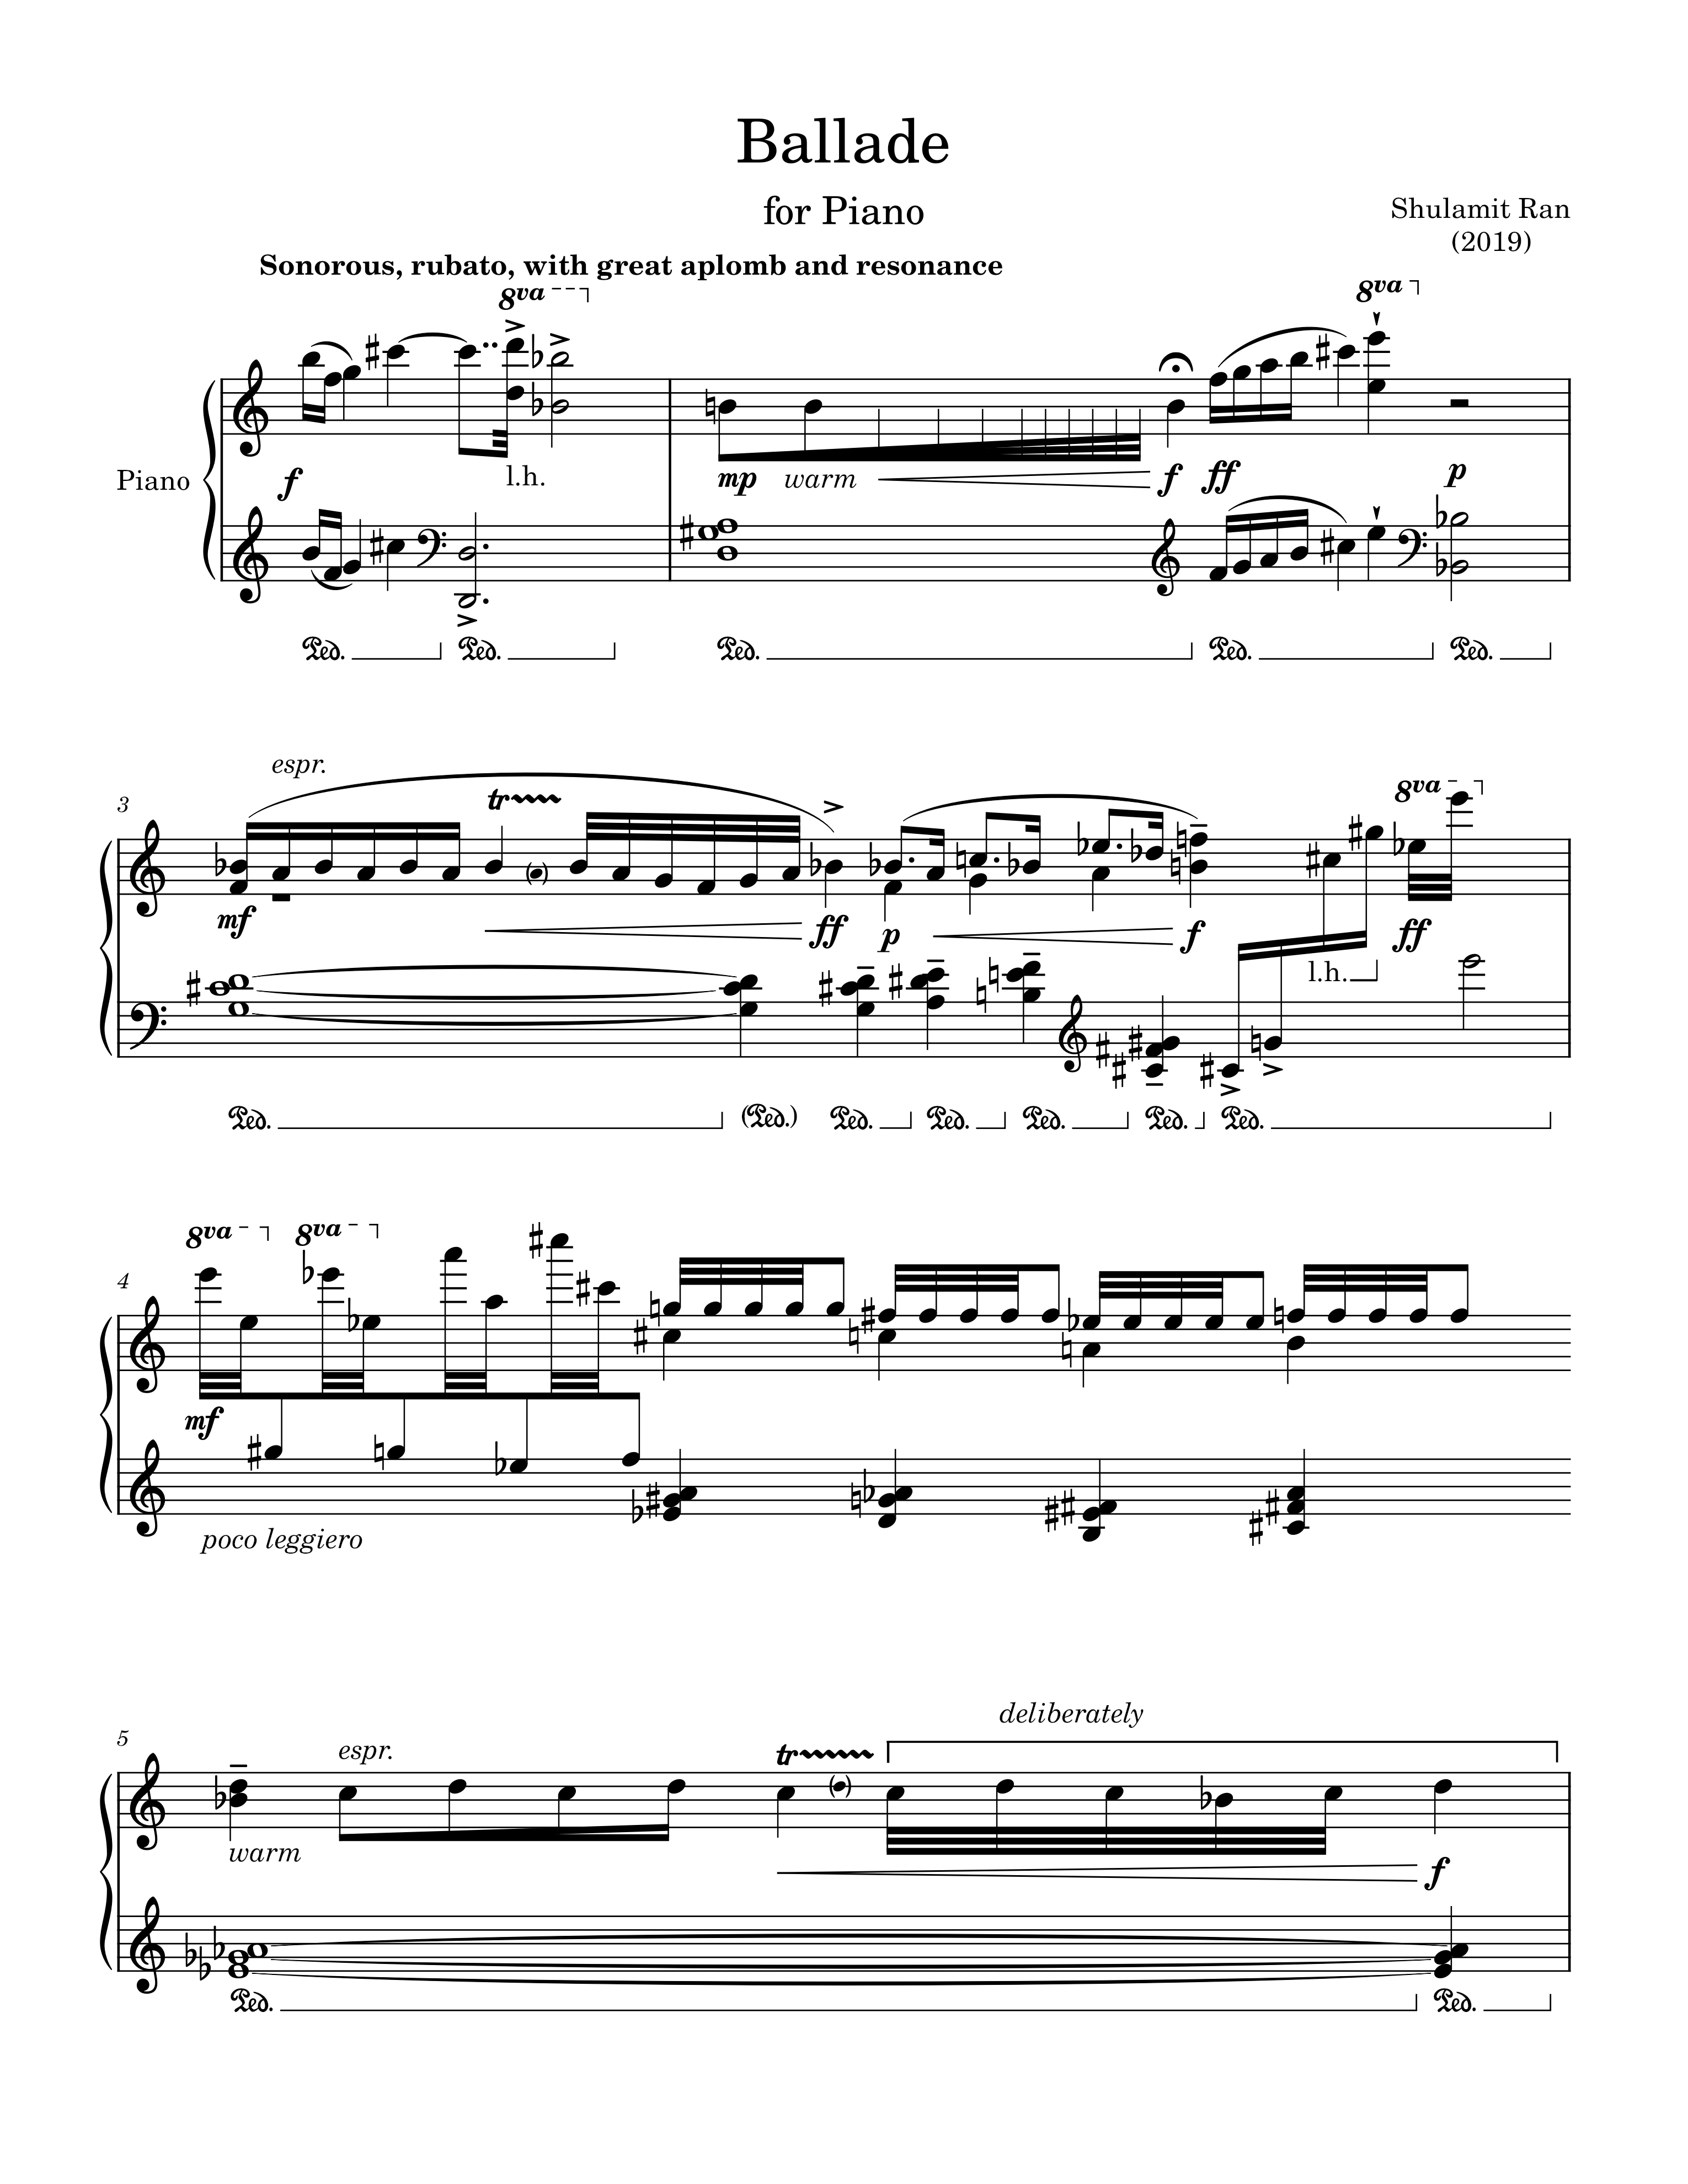 Ballade
for Piano
Shulamit Ran
(2019)
Sonorous, rubato, with great aplomb and resonance
8va 8va
Piano
f l.h. mp warm f ff p
Ped. Ped. Ped. Ped. Ped.
espr.
3
tr
8va
mf ff p f ff
l.h.
Ped. (Ped.) Ped. Ped. Ped. Ped. Ped.
8va 8va
4
mf
poco leggiero
deliberately
5
espr. tr
warm
f
Ped. Ped.